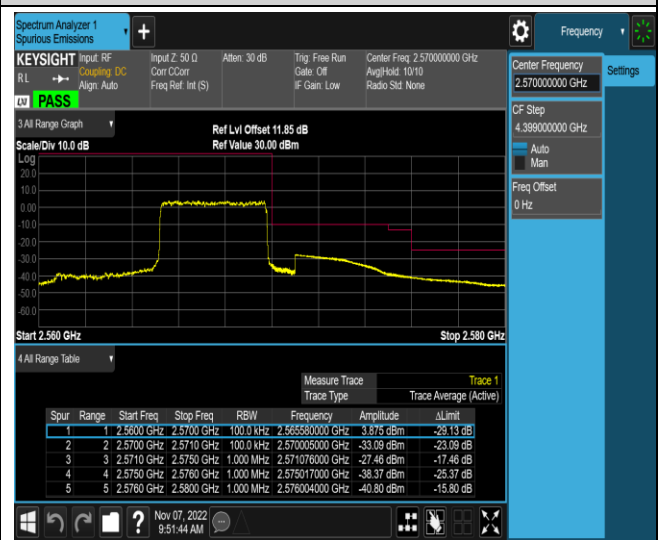 Spectrum Analyzer 1
Spurious Emissions
Frequency
KEYSIGHT Input: RF Input Z: 50 Ω Atten: 30 dB Trig: Free Run Center Freq: 2.570000000 GHz
RL Coupling: DC Corr CCorr Gate: Off Avg|Hold: 10/10
Align: Auto Freq Ref: Int (S) IF Gain: Low Radio Std: None
LXI PASS
Center Frequency
2.570000000 GHz
Settings
CF Step
4.399000000 GHz
Auto
Man
Freq Offset
0 Hz
3 All Range Graph
Ref Lvl Offset 11.85 dB
Scale/Div 10.0 dB Ref Value 30.00 dBm
Log
20.0
10.0
0.00
-10.0
-20.0
-30.0
-40.0
-50.0
-60.0
Start 2.560 GHz Stop 2.580 GHz
4 All Range Table
Measure Trace Trace 1
Trace Type Trace Average (Active)
Spur Range Start Freq Stop Freq RBW Frequency Amplitude ΔLimit
1 1 2.5600 GHz 2.5700 GHz 100.0 kHz 2.565580000 GHz 3.875 dBm -29.13 dB
2 2 2.5700 GHz 2.5710 GHz 100.0 kHz 2.570005000 GHz -33.09 dBm -23.09 dB
3 3 2.5710 GHz 2.5750 GHz 1.000 MHz 2.571076000 GHz -27.46 dBm -17.46 dB
4 4 2.5750 GHz 2.5760 GHz 1.000 MHz 2.575017000 GHz -38.37 dBm -25.37 dB
5 5 2.5760 GHz 2.5800 GHz 1.000 MHz 2.576004000 GHz -40.80 dBm -15.80 dB
Nov 07, 2022
9:51:44 AM